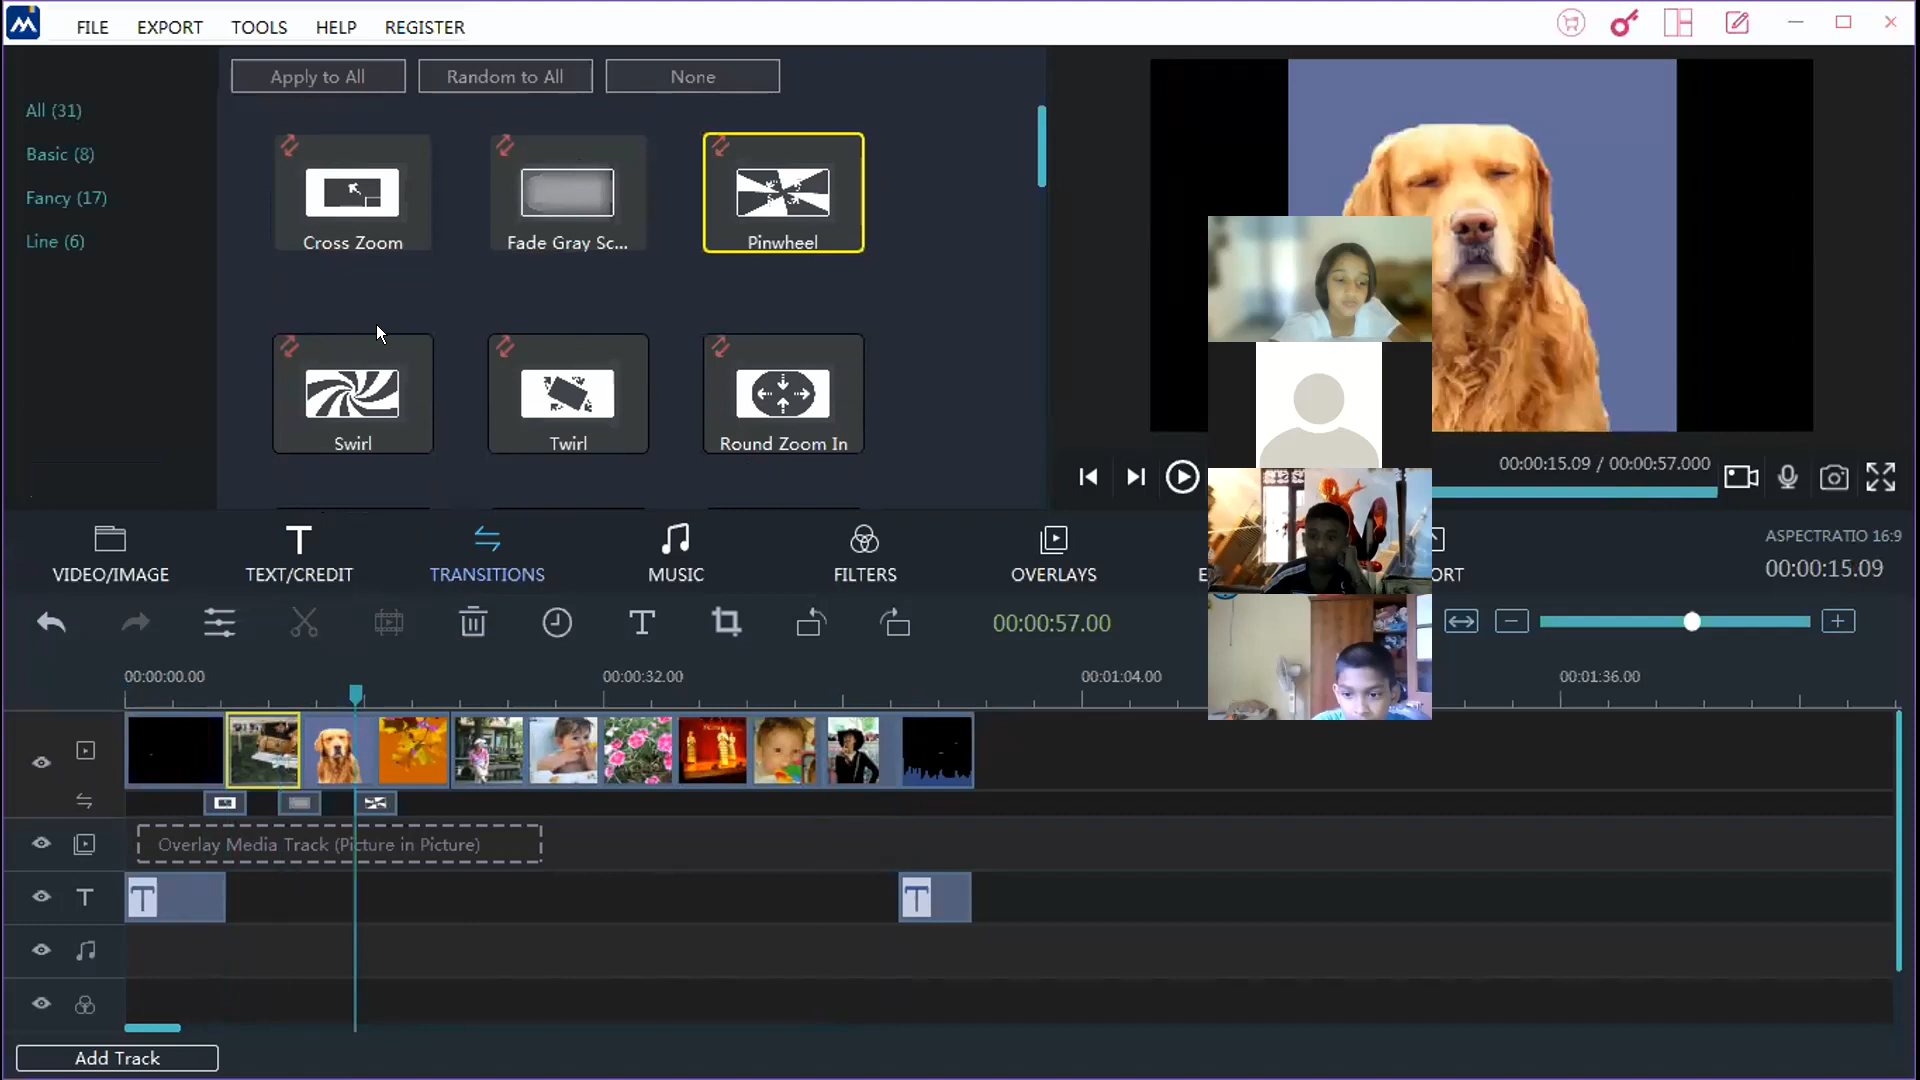 FILE EXPORT TOOLS HELP REGISTER
Apply to All Random to All None
All (31)
Basic (8)
Fancy (17)
Line (6)
Cross Zoom Fade Gray Sc... Pinwheel
Swirl Twirl Round Zoom In
00:00:15.09 / 00:00:57.000
VIDEO/IMAGE TEXT/CREDIT TRANSITIONS MUSIC FILTERS OVERLAYS E ORT
ASPECTRATIO 16:9
00:00:15.09
00:00:57.00
00:00:00.00 00:00:32.00 00:01:04.00 00:01:36.00
Overlay Media Track (Picture in Picture)
T
T T
Add Track